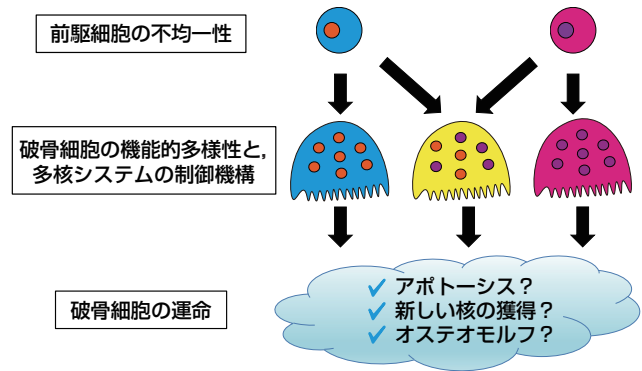 前駆細胞の不均一性
破骨細胞の機能的多様性と，
多核システムの制御機構
破骨細胞の運命
✓ アポトーシス？
✓ 新しい核の獲得？
✓ オステオモルフ？